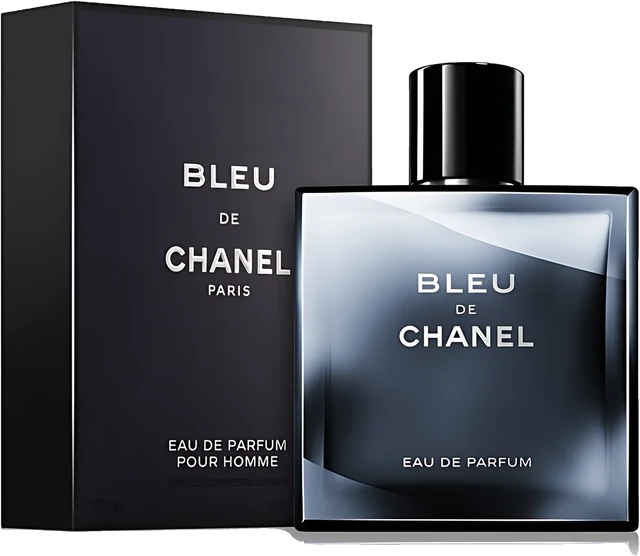 BLEU
DE
CHANEL
PARIS
EAU DE PARFUM
POUR HOMME
BLEU
DE
CHANEL
EAU DE PARFUM